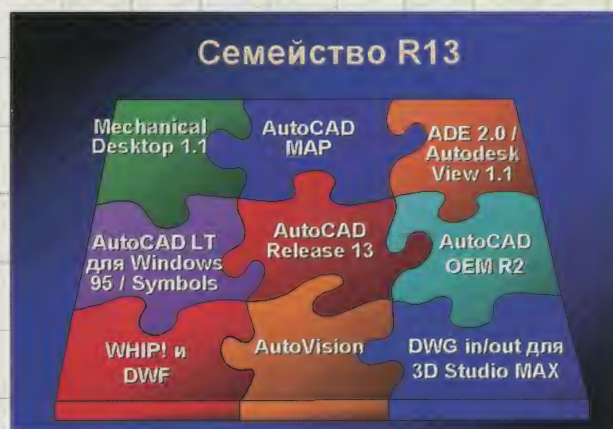 Семейство R13
Mechanical
Desktop 1.1
AutoCAD
MAP
ADE 2.0 /
Autodesk
View 1.1
AutoCAD LT
для Windows
95 / Symbols
AutoCAD
Release 13
AutoCAD
OEM R2
WHIP! и
DWF
AutoVision
DWG in/out для
3D Studio MAX